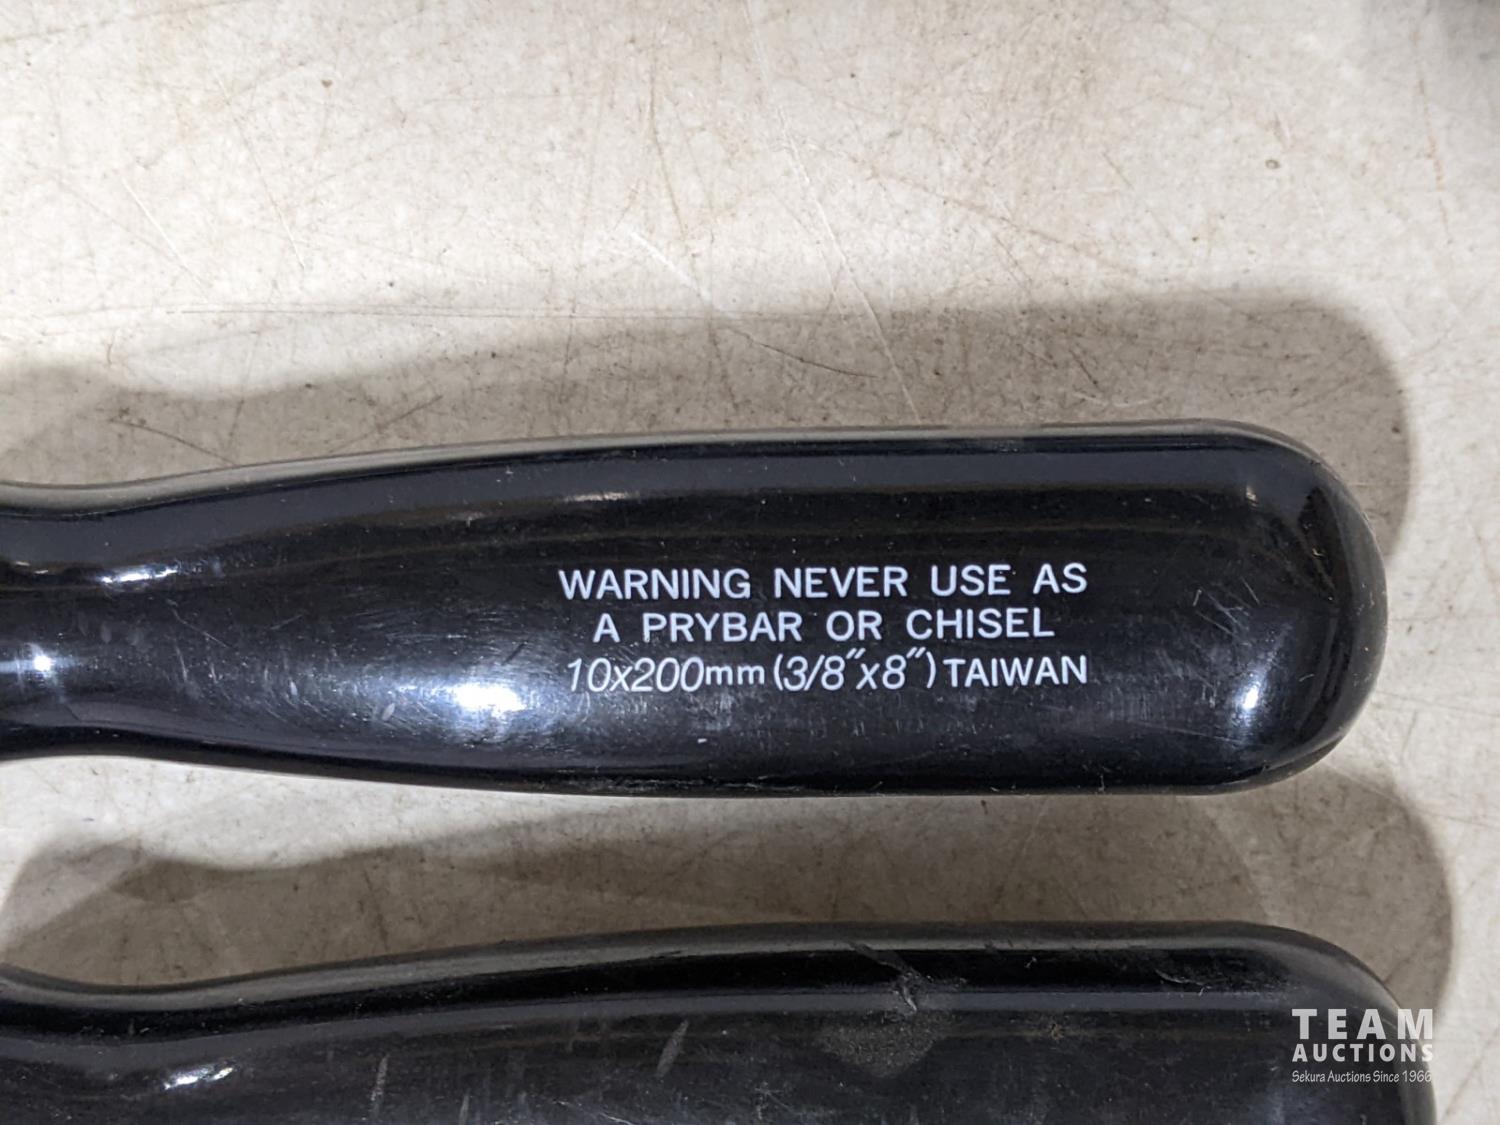 WARNING NEVER USE AS
A PRYBAR OR CHISEL
10x200mm (3/8"x8") TAIWAN
TEAM
AUCTIONS
Sekura Auctions Since 1966